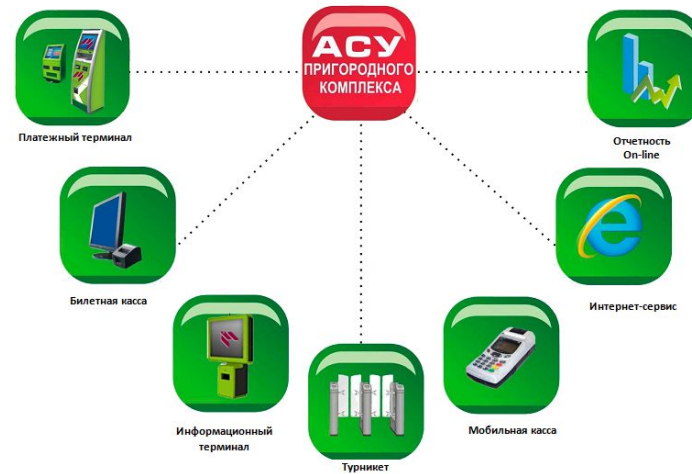 АСУ
ПРИГОРОДНОГО
КОМПЛЕКСА
Платежный терминал
Отчетность
On-line
Билетная касса
Интернет-сервис
Информационный
терминал
Мобильная касса
Турникет